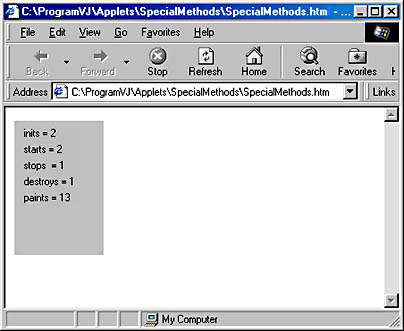 C:\ProgramVJ\Applets\SpecialMethods.htm - ...
File Edit View Go Favorites Help
Back Forward Stop Refresh Home Search Favorites H
Address C:\ProgramVJ\Applets\SpecialMethods\SpecialMethods.htm Links
inits = 2
starts = 2
stops = 1
destroys = 1
paints = 13
My Computer